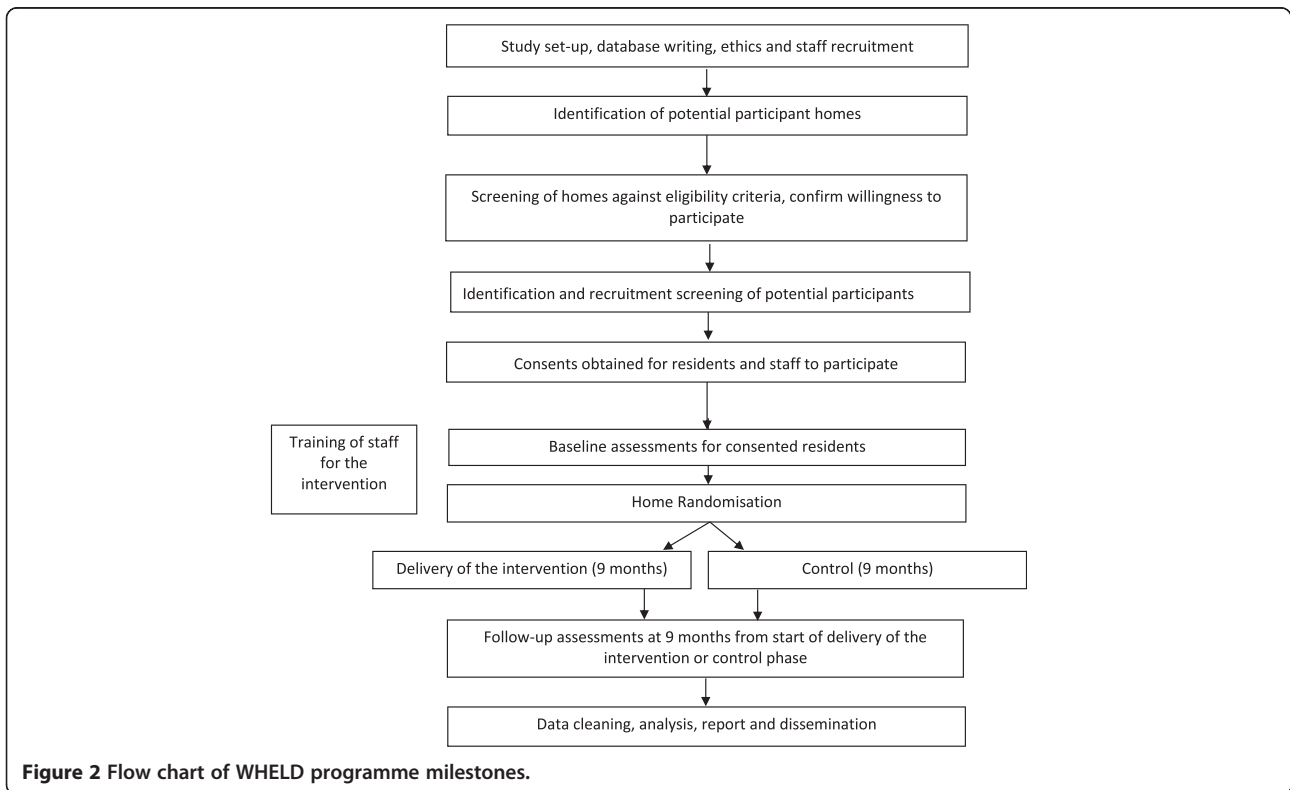 Study set-up, database writing, ethics and staff recruitment
Identification of potential participant homes
Screening of homes against eligibility criteria, confirm willingness to
participate
Identification and recruitment screening of potential participants
Consents obtained for residents and staff to participate
Training of staff
for the
intervention
Baseline assessments for consented residents
Home Randomisation
Delivery of the intervention (9 months)
Control (9 months)
Follow-up assessments at 9 months from start of delivery of the
intervention or control phase
Data cleaning, analysis, report and dissemination
Figure 2 Flow chart of WHELD programme milestones.